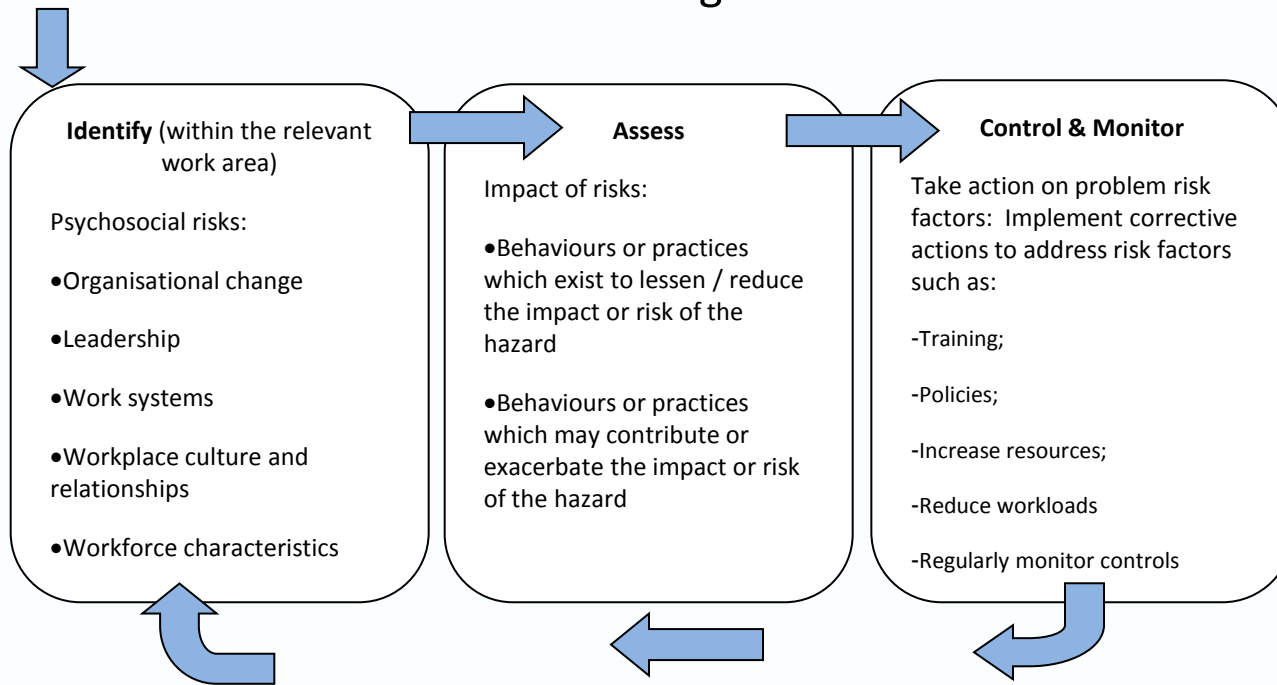 Identify (within the relevant
work area)
Psychosocial risks:
•Organisational change
•Leadership
•Work systems
•Workplace culture and
relationships
•Workforce characteristics
Assess
Impact of risks:
•Behaviours or practices
which exist to lessen / reduce
the impact or risk of the
hazard
•Behaviours or practices
which may contribute or
exacerbate the impact or risk
of the hazard
Control & Monitor
Take action on problem risk
factors:  Implement corrective
actions to address risk factors
such as:
-Training;
-Policies;
-Increase resources;
-Reduce workloads
-Regularly monitor controls